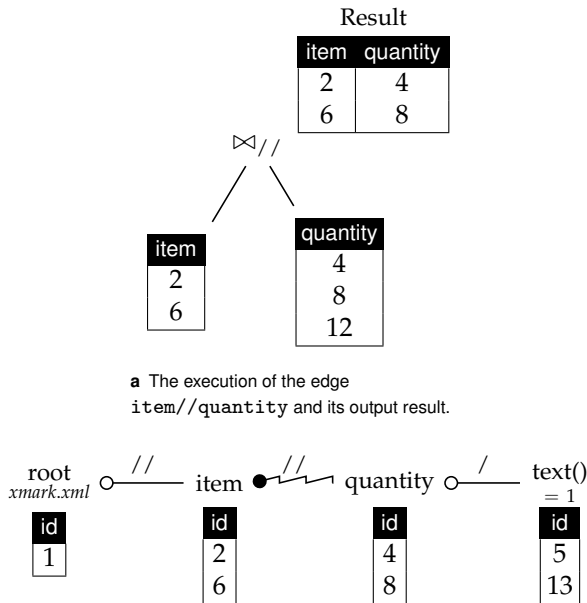 Result
item quantity
2 4
6 8
⋈//
item
2
6
quantity
4
8
12
a The execution of the edge
item//quantity and its output result.
root // item // quantity / text()
xmark.xml = 1
id id id id
1 2 4 5
6 8 13